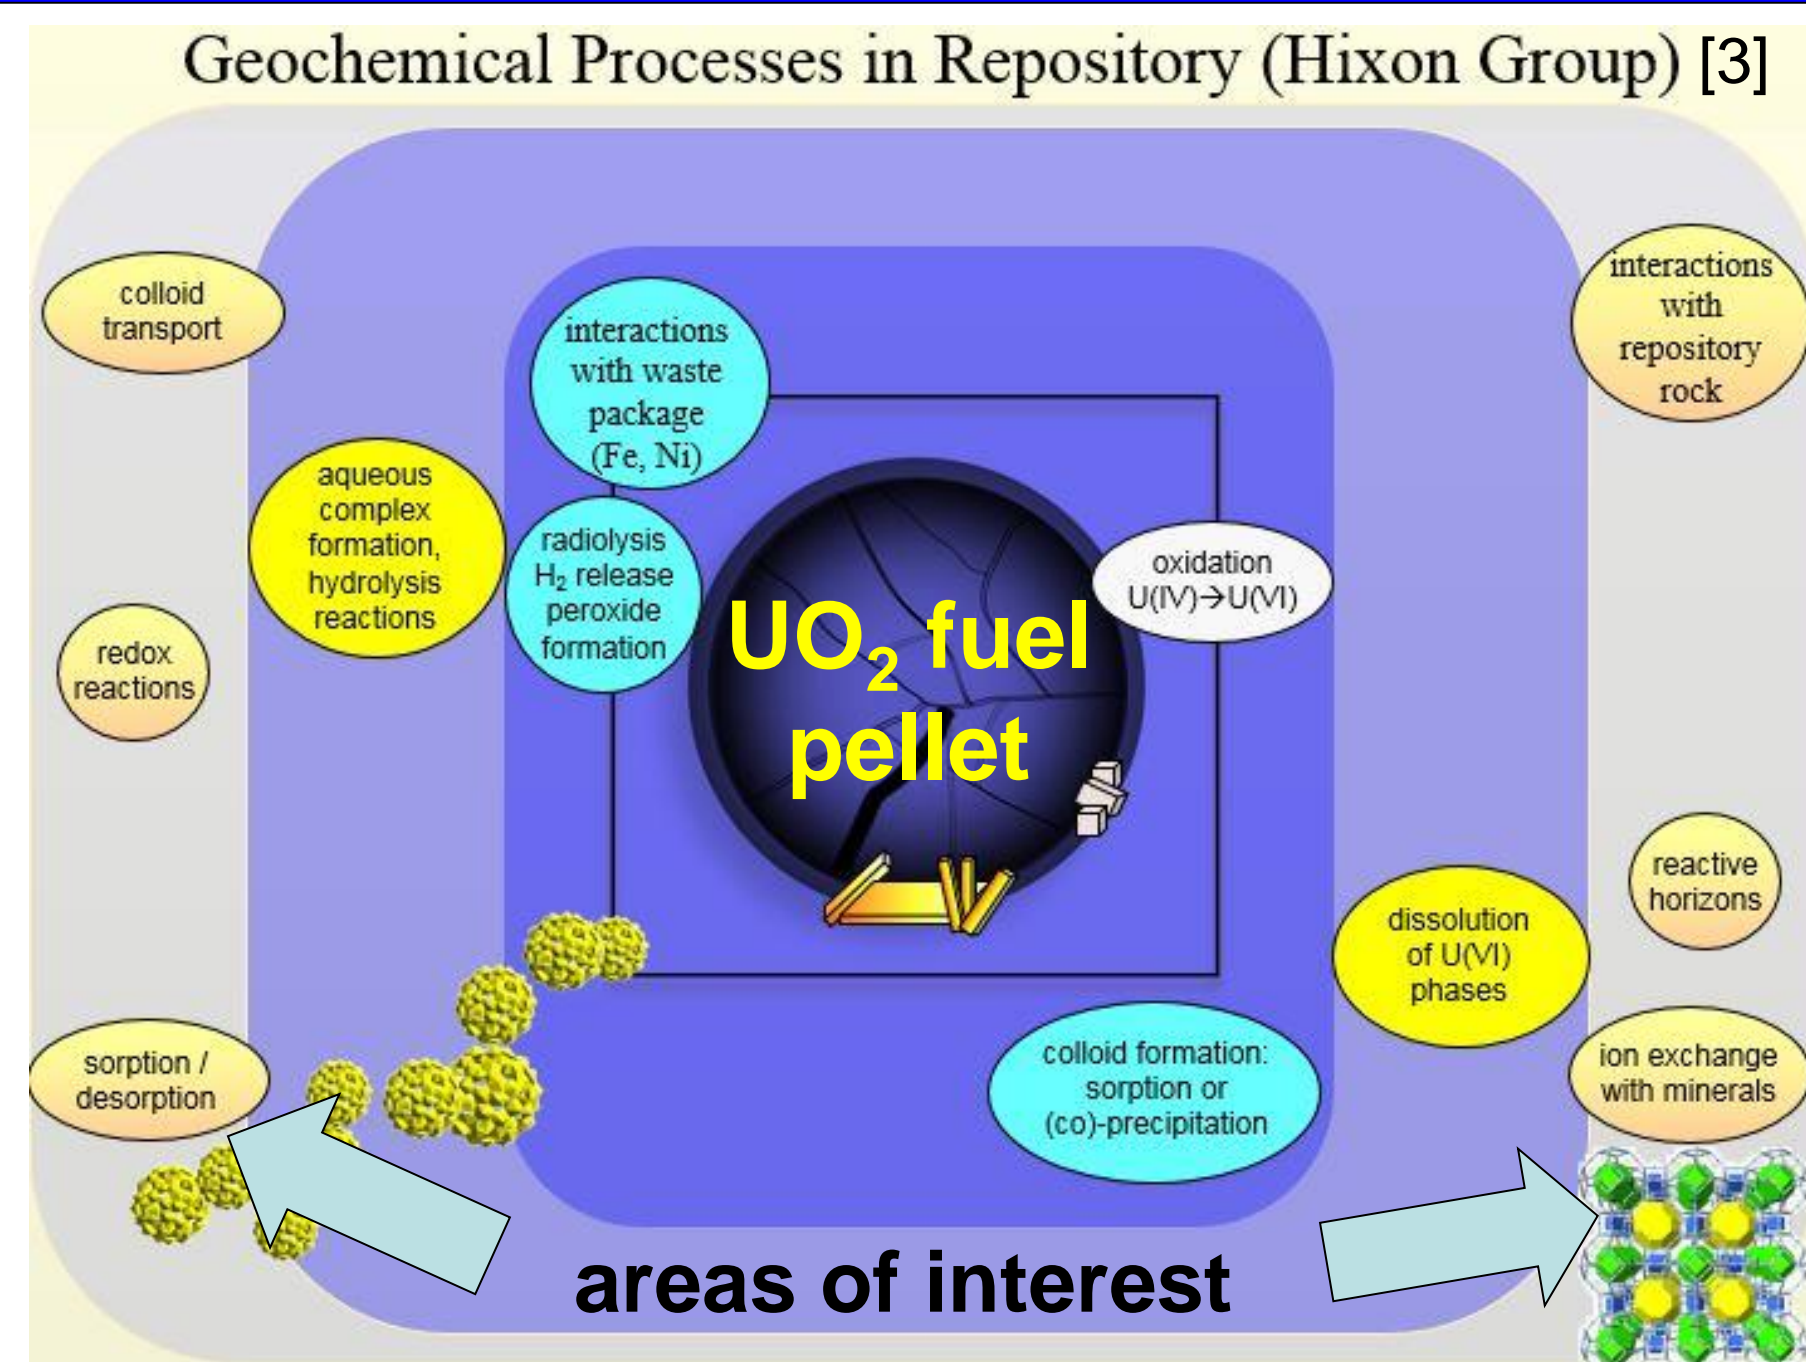 Geochemical Processes in Repository (Hixon Group) [3]
colloid
transport
interactions
with waste
package
(Fe, Ni)
interactions
with
repository
rock
aqueous
complex
formation,
hydrolysis
reactions
radiolysis
H₂ release
peroxide
formation
oxidation
U(IV)→U(VI)
UO₂ fuel
pellet
redox
reactions
reactive
horizons
dissolution
of U(VI)
phases
sorption /
desorption
colloid formation:
sorption or
(co)-precipitation
ion exchange
with minerals
areas of interest